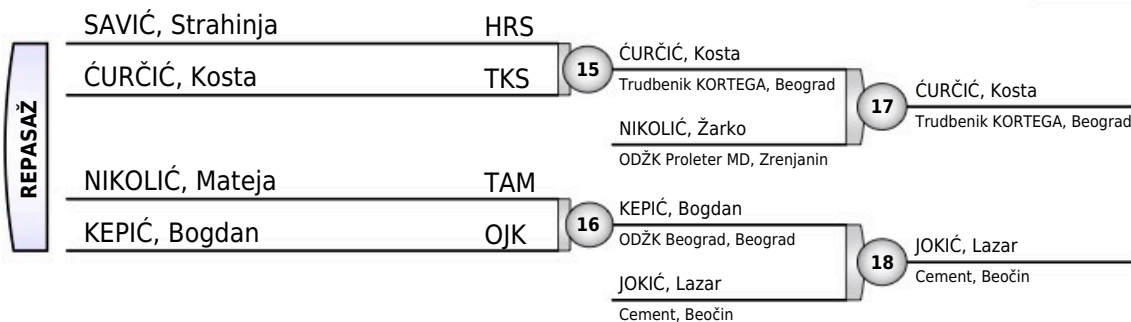 REPASAŽ
SAVIĆ, Strahinja HRS
ĆURČIĆ, Kosta TKS
15
ĆURČIĆ, Kosta
Trudbenik KORTEGA, Beograd
NIKOLIĆ, Žarko
ODŽK Proleter MD, Zrenjanin
17
ĆURČIĆ, Kosta
Trudbenik KORTEGA, Beograd
NIKOLIĆ, Mateja TAM
KEPIĆ, Bogdan OJK
16
KEPIĆ, Bogdan
ODŽK Beograd, Beograd
JOKIĆ, Lazar
Cement, Beočin
18
JOKIĆ, Lazar
Cement, Beočin